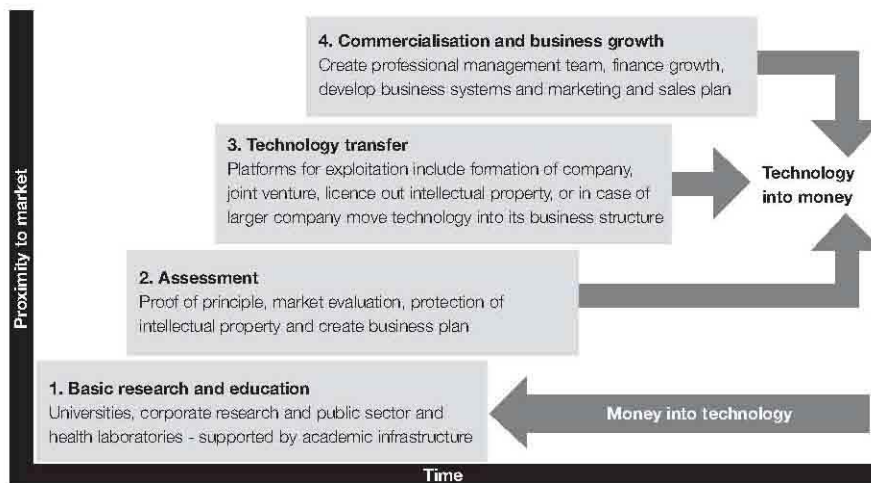 4. Commercialisation and business growth
Create professional management team, finance growth,
develop business systems and marketing and sales plan
3. Technology transfer
Platforms for exploitation include formation of company,
joint venture, licence out intellectual property, or in case of
larger company move technology into its business structure
Technology
into money
2. Assessment
Proof of principle, market evaluation, protection of
intellectual property and create business plan
1. Basic research and education
Universities, corporate research and public sector and
health laboratories - supported by academic infrastructure
Money into technology
Proximity to market
Time